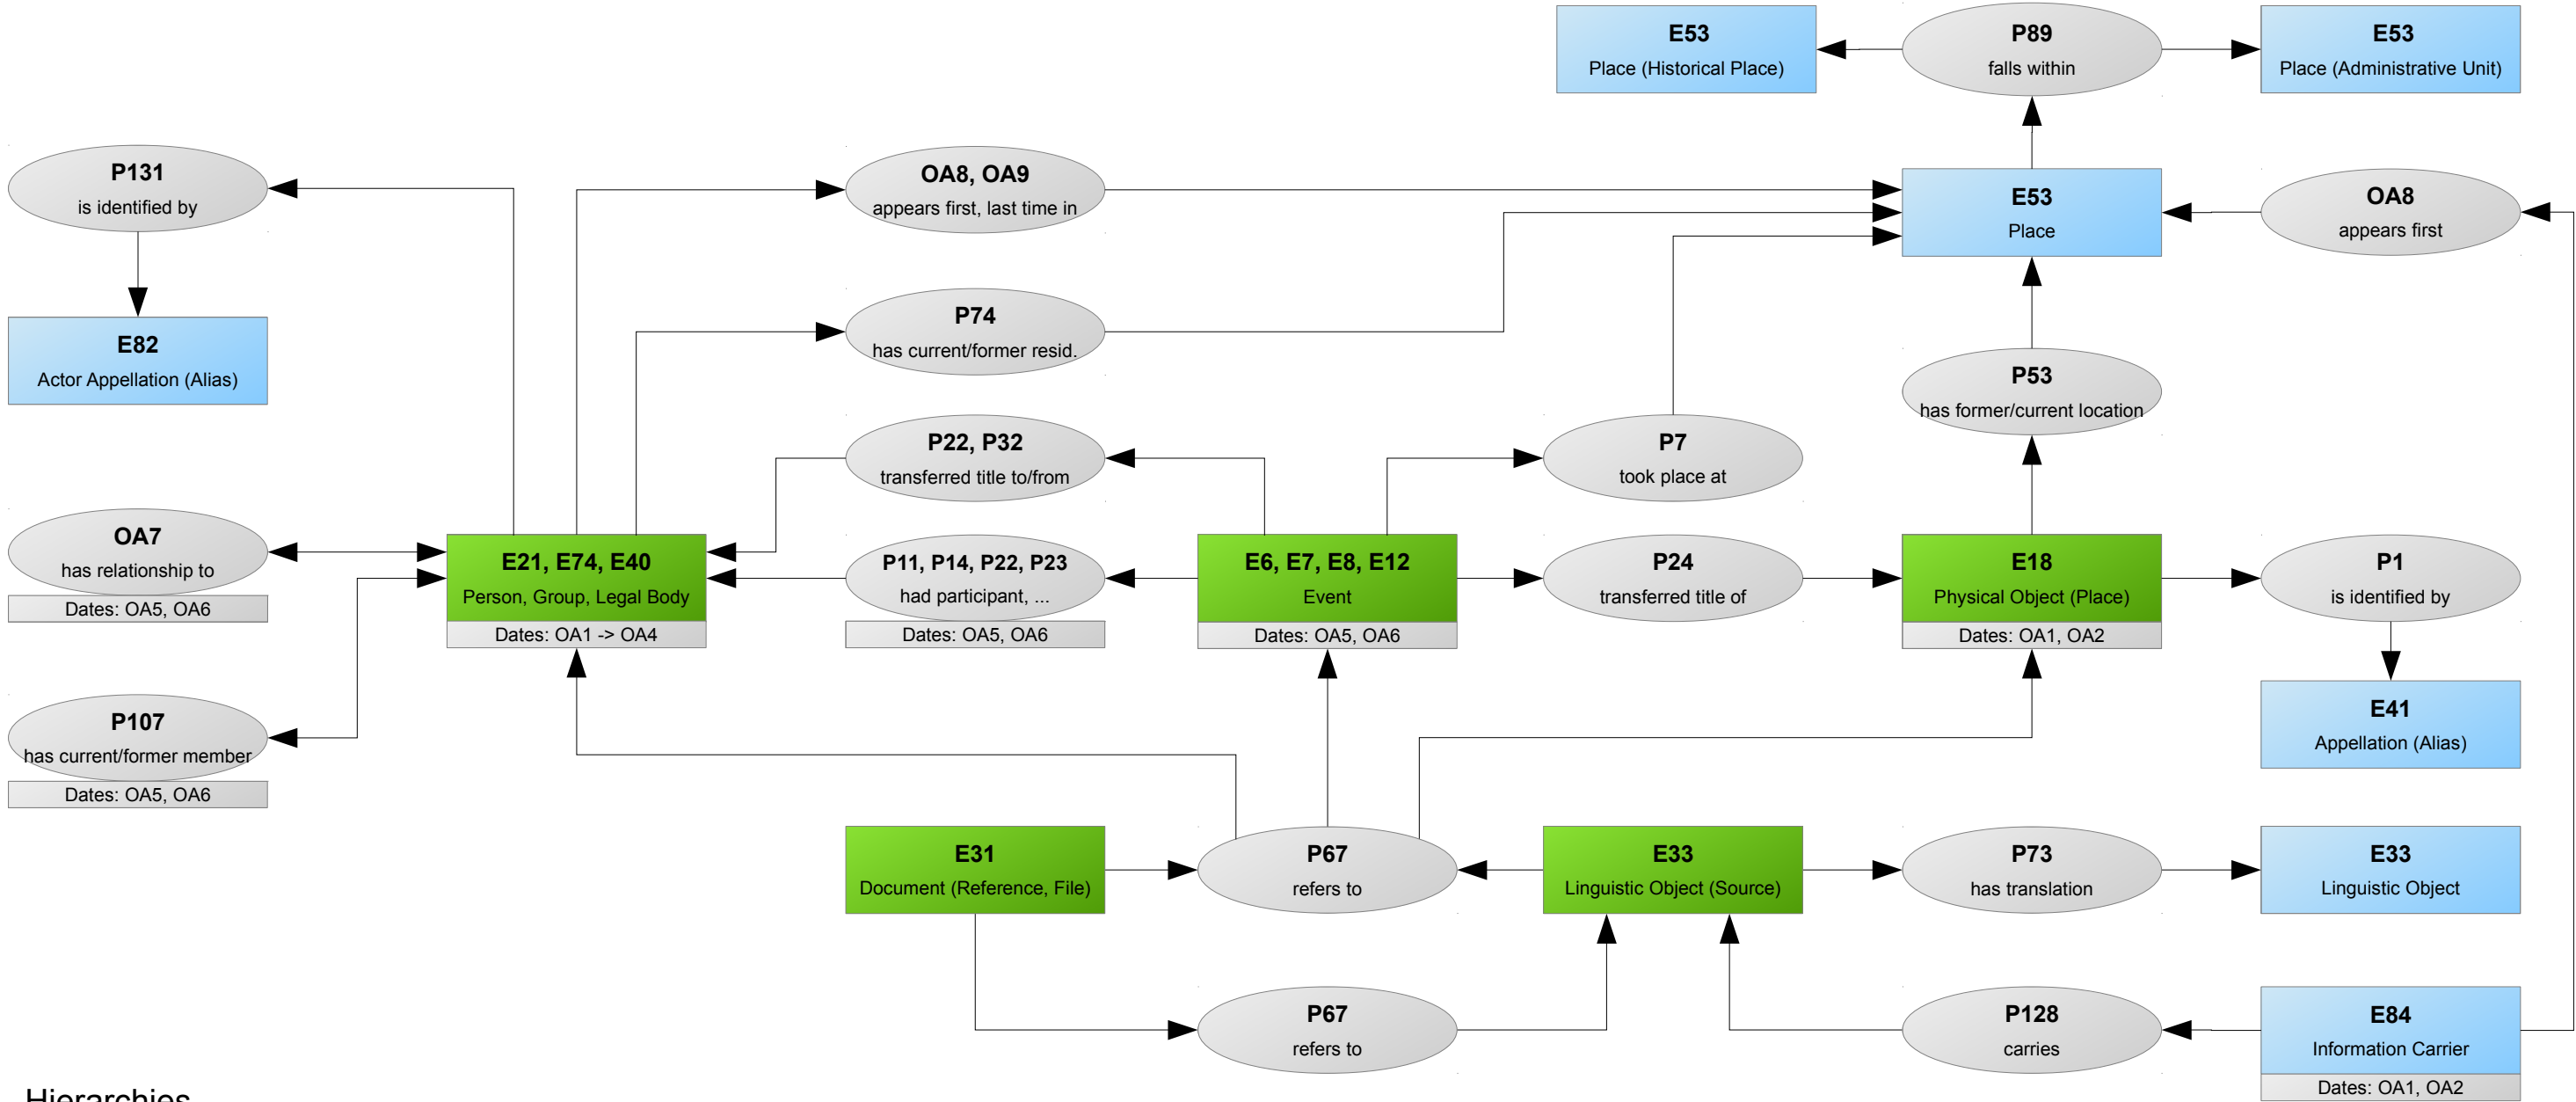 E53
Place (Historical Place)
P89
falls within
E53
Place (Administrative Unit)
P131
is identified by
OA8, OA9
appears first, last time in
E53
Place
OA8
appears first
E82
Actor Appellation (Alias)
P74
has current/former resid.
P53
has former/current location
P22, P32
transferred title to/from
P7
took place at
OA7
has relationship to
Dates: OA5, OA6
E21, E74, E40
Person, Group, Legal Body
Dates: OA1 -> OA4
P11, P14, P22, P23
had participant, ...
Dates: OA5, OA6
E6, E7, E8, E12
Event
Dates: OA5, OA6
P24
transferred title of
E18
Physical Object (Place)
Dates: OA1, OA2
P1
is identified by
P107
has current/former member
Dates: OA5, OA6
E41
Appellation (Alias)
E31
Document (Reference, File)
P67
refers to
E33
Linguistic Object (Source)
P73
has translation
E33
Linguistic Object
P67
refers to
P128
carries
E84
Information Carrier
Dates: OA1, OA2
Hierarchies